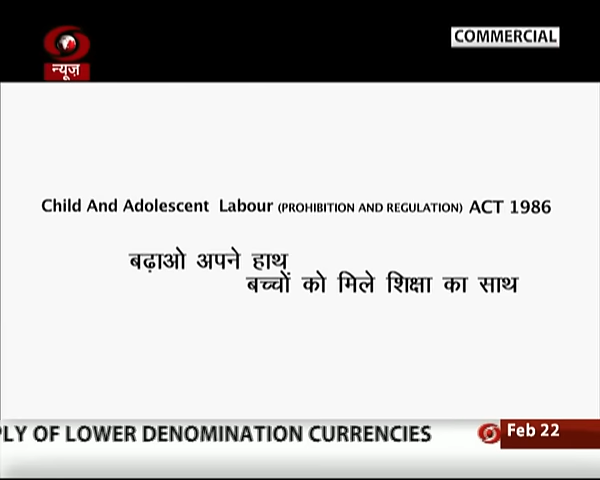 COMMERCIAL
न्यूज़
Child And Adolescent Labour (PROHIBITION AND REGULATION) ACT 1986
बढ़ाओ अपने हाथ
बच्चों को मिले शिक्षा का साथ
PLY OF LOWER DENOMINATION CURRENCIES
Feb 22